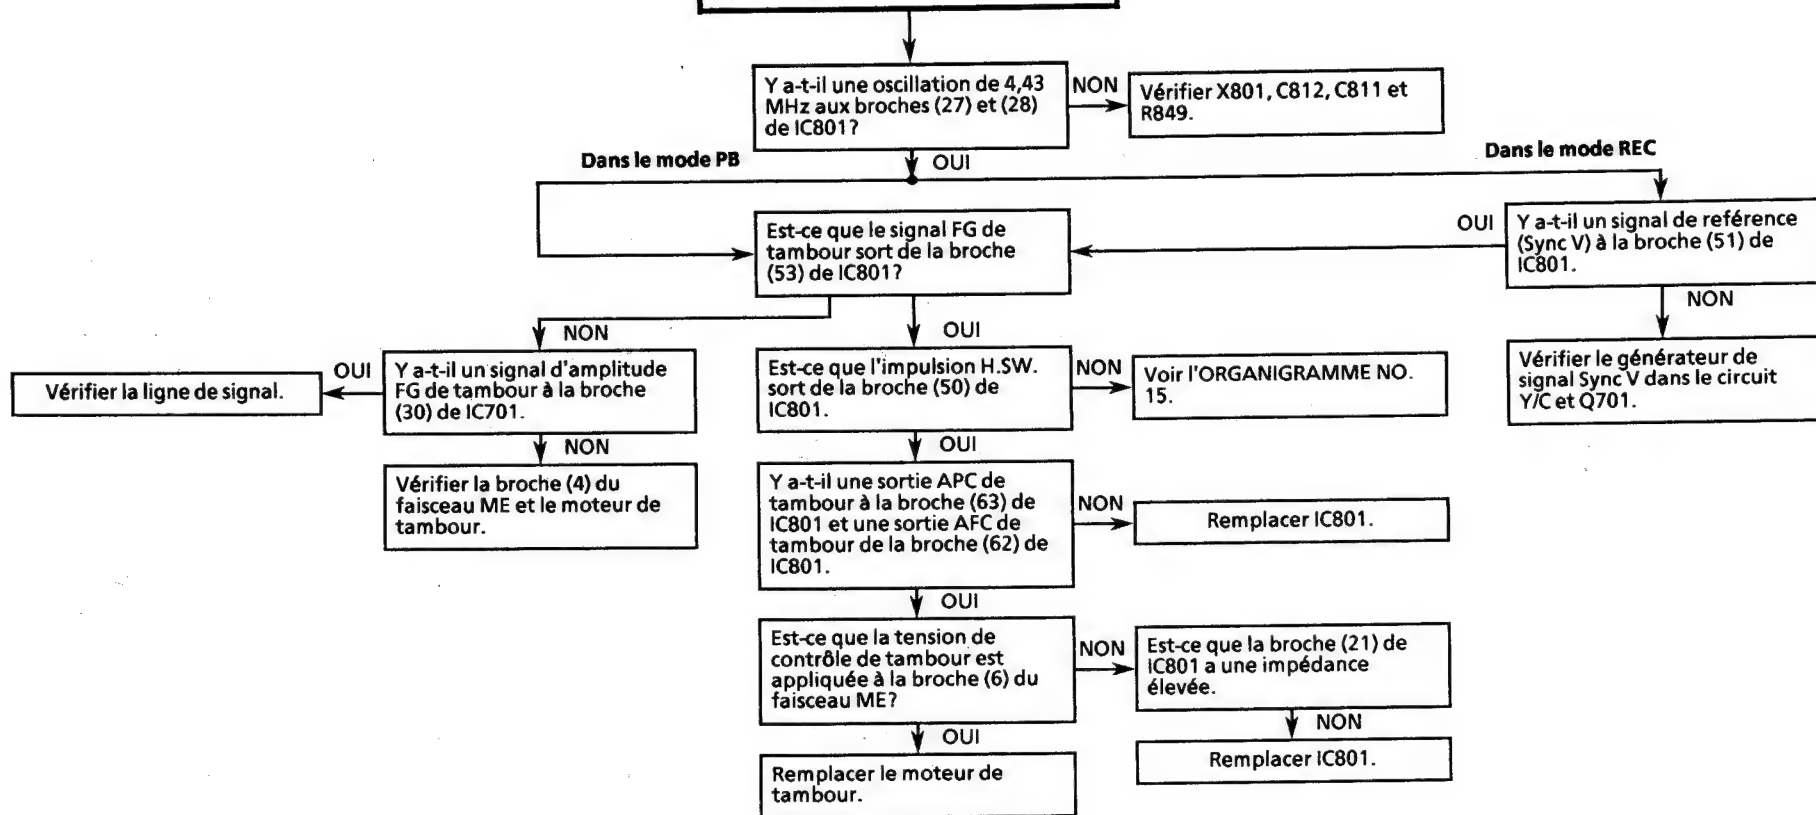 Y a-t-il une oscillation de 4,43
MHz aux broches (27) et (28)
de IC801?
NON
Vérifier X801, C812, C811 et
R849.
Dans le mode PB
OUI
Dans le mode REC
Est-ce que le signal FG de
tambour sort de la broche
(53) de IC801?
OUI
Y a-t-il un signal de reférence
(Sync V) à la broche (51) de
IC801.
NON
Vérifier le générateur de
signal Sync V dans le circuit
Y/C et Q701.
NON
OUI
Vérifier la ligne de signal.
OUI
Y a-t-il un signal d'amplitude
FG de tambour à la broche
(30) de IC701.
Est-ce que l'impulsion H.SW.
sort de la broche (50) de
IC801.
NON
Voir l'ORGANIGRAMME NO.
15.
NON
OUI
Vérifier la broche (4) du
faisceau ME et le moteur de
tambour.
Y a-t-il une sortie APC de
tambour à la broche (63) de
IC801 et une sortie AFC de
tambour de la broche (62) de
IC801.
NON
Remplacer IC801.
OUI
Est-ce que la tension de
contrôle de tambour est
appliquée à la broche (6) du
faisceau ME?
NON
Est-ce que la broche (21) de
IC801 a une impédance
élevée.
OUI
NON
Remplacer le moteur de
tambour.
Remplacer IC801.